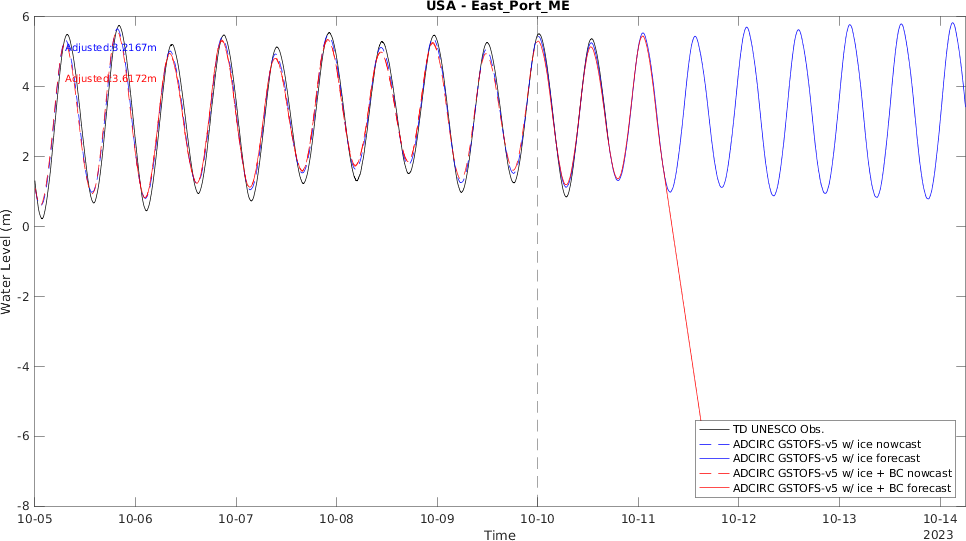 USA - East_Port_ME
6
4
2
0
-2
-4
-6
-8
Water Level (m)
Adjusted:3.2167m
Adjusted:3.6172m
TD UNESCO Obs.
ADCIRC GSTOFS-v5 w/ ice nowcast
ADCIRC GSTOFS-v5 w/ ice forecast
ADCIRC GSTOFS-v5 w/ ice + BC nowcast
ADCIRC GSTOFS-v5 w/ ice + BC forecast
10-05 10-06 10-07 10-08 10-09 10-10 10-11 10-12 10-13 10-14
Time
2023